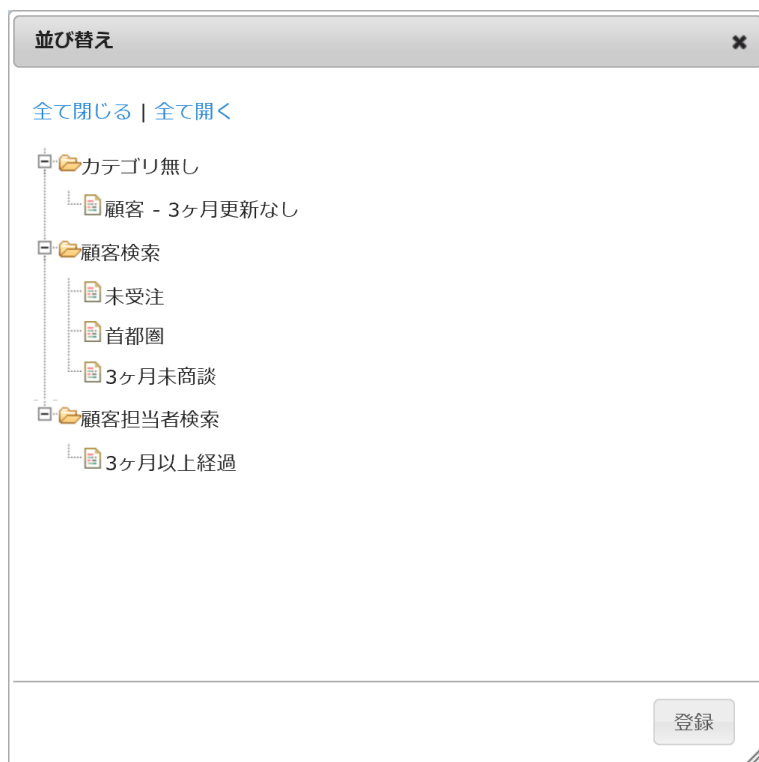 並び替え
全て閉じる | 全て開く
カテゴリ無し
顧客 - 3ヶ月更新なし
顧客検索
未受注
首都圏
3ヶ月未商談
顧客担当者検索
3ヶ月以上経過
登録